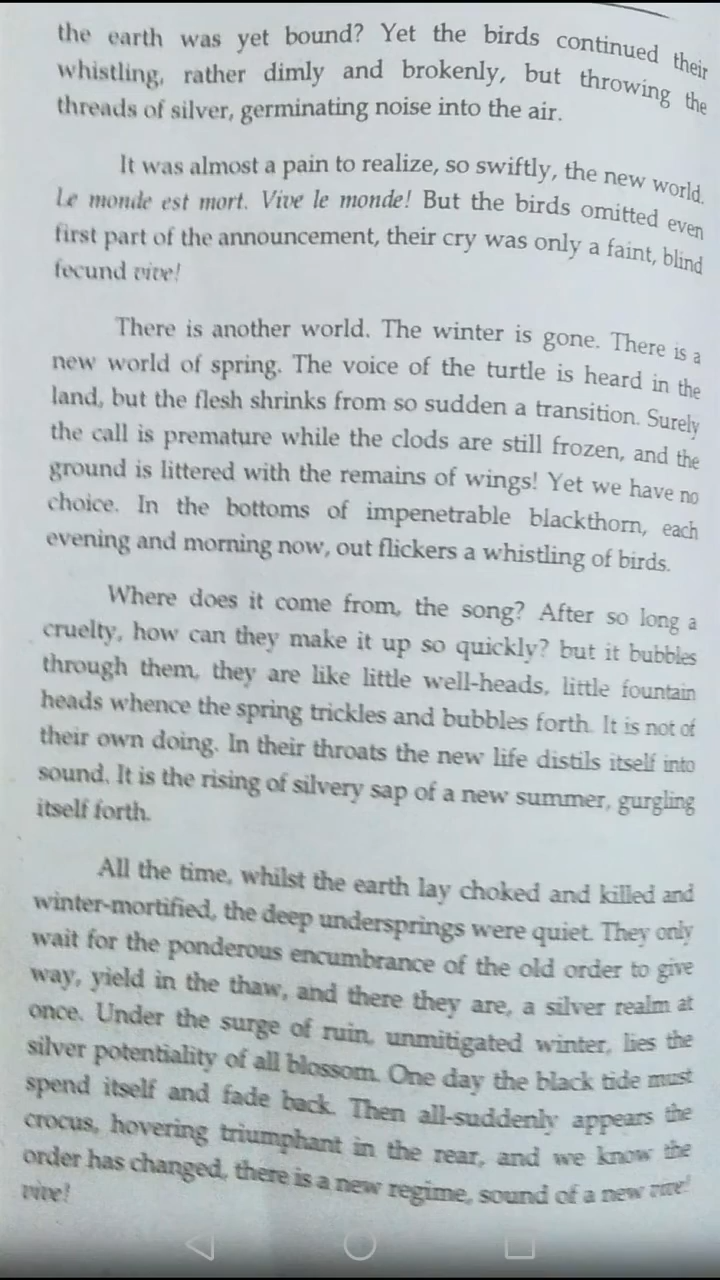 the earth was yet bound? Yet the birds continued their
whistling, rather dimly and brokenly, but throwing the
threads of silver, germinating noise into the air.
It was almost a pain to realize, so swiftly, the new world.
Le monde est mort. Vive le monde! But the birds omitted even
first part of the announcement, their cry was only a faint, blind
fecund vive!
There is another world. The winter is gone. There is a
new world of spring. The voice of the turtle is heard in the
land, but the flesh shrinks from so sudden a transition. Surely
the call is premature while the clods are still frozen, and the
ground is littered with the remains of wings! Yet we have no
choice. In the bottoms of impenetrable blackthorn, each
evening and morning now, out flickers a whistling of birds.
Where does it come from, the song? After so long a
cruelty, how can they make it up so quickly? but it bubbles
through them, they are like little well-heads, little fountain
heads whence the spring trickles and bubbles forth. It is not of
their own doing. In their throats the new life distils itself into
sound. It is the rising of silvery sap of a new summer, gurgling
itself forth.
All the time, whilst the earth lay choked and killed and
winter-mortified, the deep undersprings were quiet. They only
wait for the ponderous encumbrance of the old order to give
way, yield in the thaw, and there they are, a silver realm at
once. Under the surge of ruin, unmitigated winter, lies the
silver potentiality of all blossom. One day the black tide must
spend itself and fade back. Then all-suddenly appears the
crocus, hovering triumphant in the rear, and we know the
order has changed, there is a new regime, sound of a new vive!
vive!